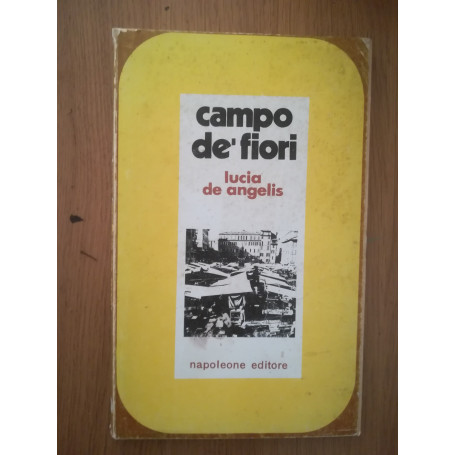 campo
de' fiori
lucia
de angelis
napoleone editore